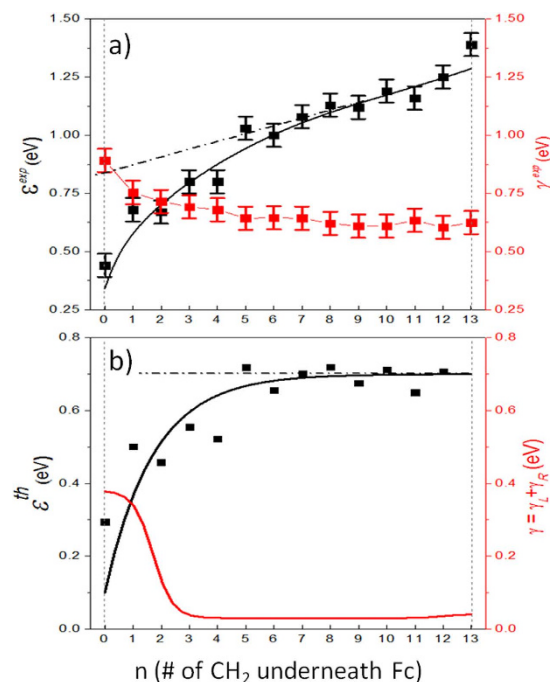 a)
ε^exp (eV)
γ^exp (eV)
1.50
1.25
1.00
0.75
0.50
0.25
1.50
1.25
1.00
0.75
0.50
0.25
0 1 2 3 4 5 6 7 8 9 10 11 12 13
b)
ε^th (eV)
γ = γ_L+γ_R (eV)
0.8
0.6
0.4
0.2
0.0
0.8
0.6
0.4
0.2
0.0
0 1 2 3 4 5 6 7 8 9 10 11 12 13
n (# of CH₂ underneath Fc)